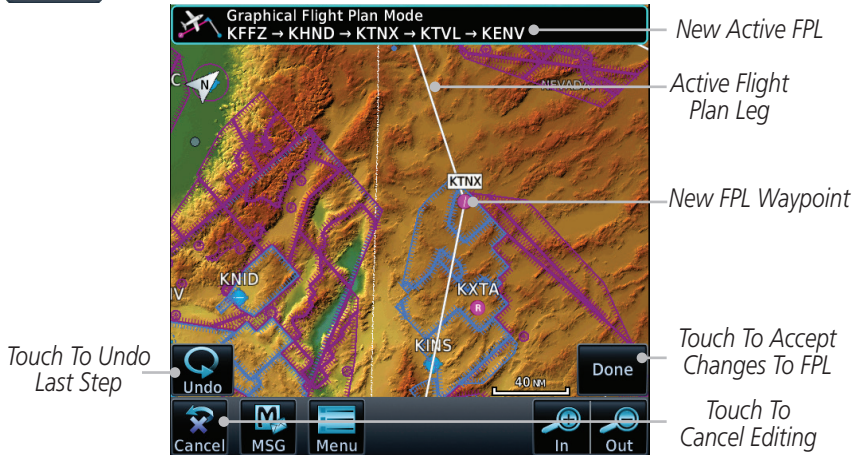 Graphical Flight Plan Mode
KFFZ → KHND → KTNX → KTVL → KENV
New Active FPL
C
N
NEVADA
Active Flight
Plan Leg
KTNX
New FPL Waypoint
KNID
IV
KXTA
R
KINS
Touch To Undo
Last Step
Undo
40 NM
Done
Touch To Accept
Changes To FPL
Cancel
MSG
Menu
In
Out
Touch To
Cancel Editing